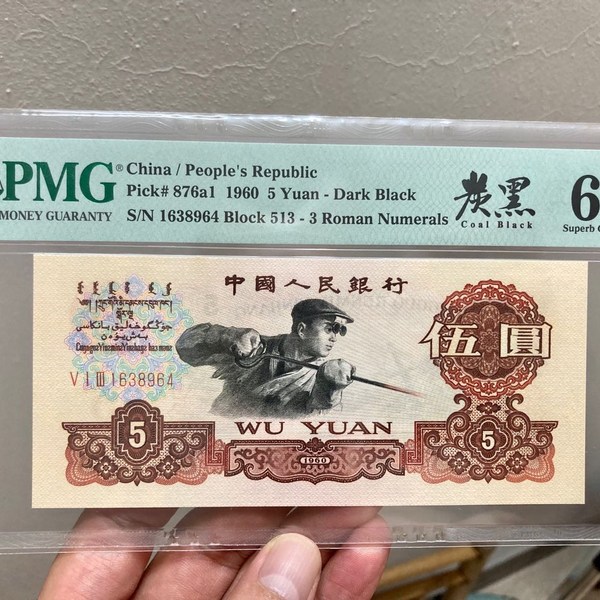 PMG®
MONEY GUARANTY
China / People's Republic
Pick# 876a1 1960 5 Yuan - Dark Black
S/N 1638964 Block 513 - 3 Roman Numerals
炭黑
Coal Black
6
Superb
中國人民銀行
V I III 1638964
伍圓
5
WU YUAN
5
1960